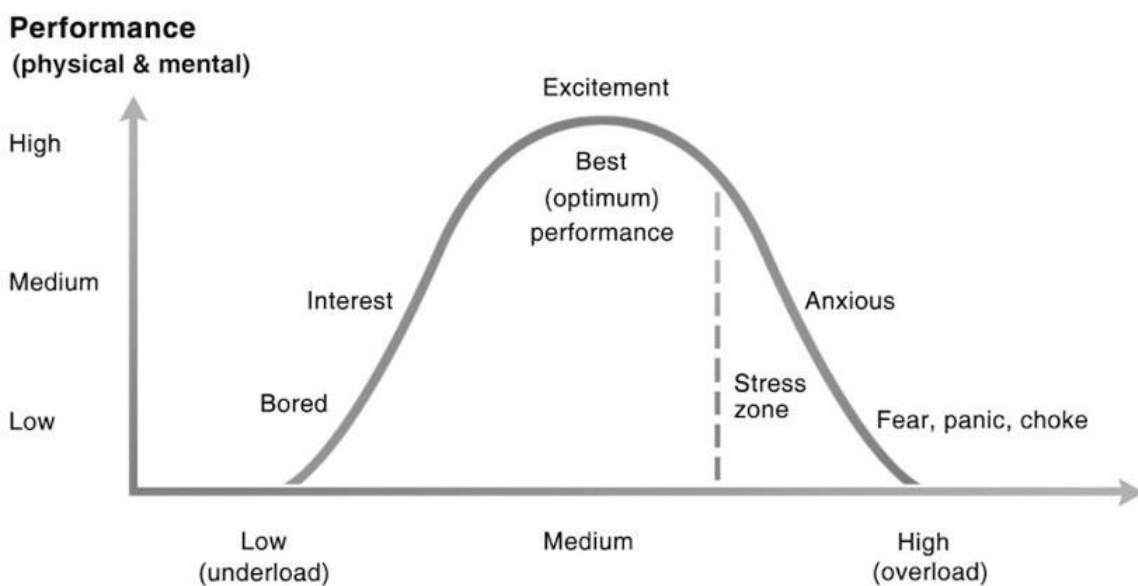 Performance
(physical & mental)
Excitement
High
Best
(optimum)
performance
Medium
Interest
Anxious
Bored
Stress
zone
Low
Fear, panic, choke
Low
(underload)
Medium
High
(overload)